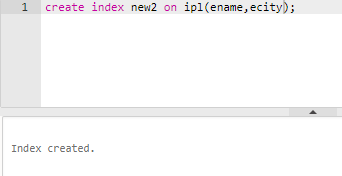 1 create index new2 on ipl(ename,ecity);
Index created.